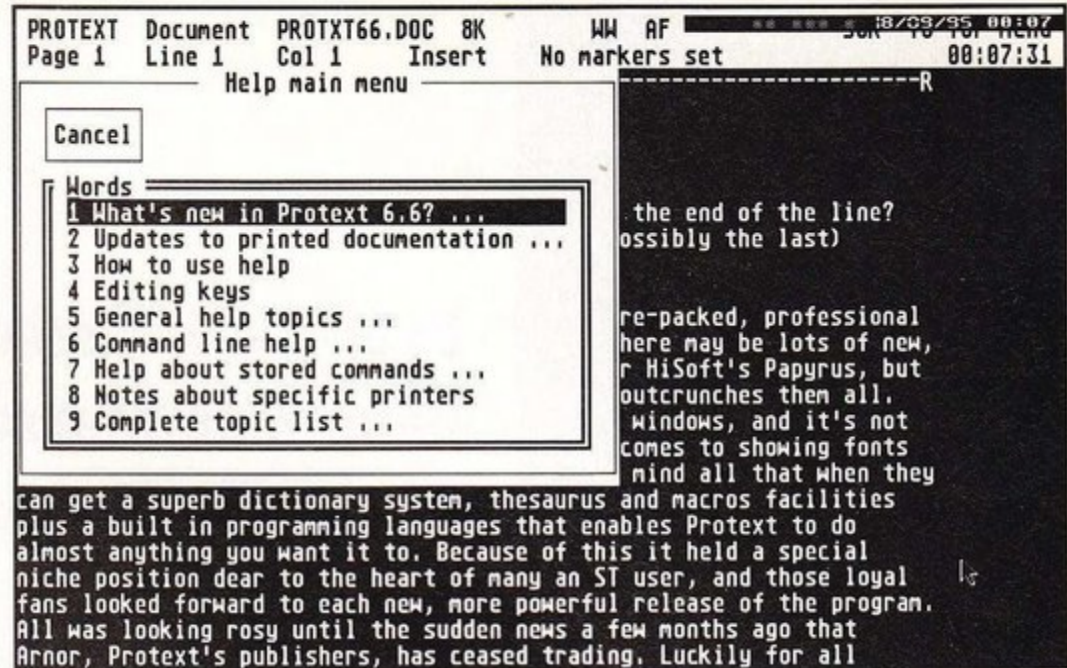 PROTEXT Document PROTXT66.DOC 8K WW AF 8/09/95 00:07
Page 1 Line 1 Col 1 Insert No markers set 00:07:31
Help main menu
R
Cancel
Words
1 What's new in Protext 6.6? ...
2 Updates to printed documentation ...
3 How to use help
4 Editing keys
5 General help topics ...
6 Command line help ...
7 Help about stored commands ...
8 Notes about specific printers
9 Complete topic list ...
the end of the line?
ossibly the last)
re-packed, professional
here may be lots of new,
r HiSoft's Papyrus, but
outcrunches them all.
windows, and it's not
comes to showing fonts
mind all that when they
can get a superb dictionary system, thesaurus and macros facilities
plus a built in programming languages that enables Protext to do
almost anything you want it to. Because of this it held a special
niche position dear to the heart of many an ST user, and those loyal
fans looked forward to each new, more powerful release of the program.
All was looking rosy until the sudden news a few months ago that
Arnor, Protext's publishers, has ceased trading. Luckily for all